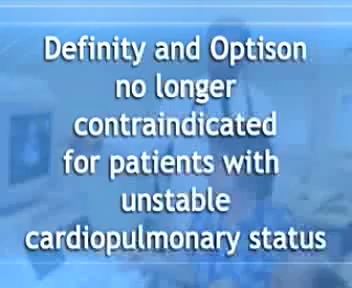 Definity and Optison
no longer
contraindicated
for patients with
unstable
cardiopulmonary status